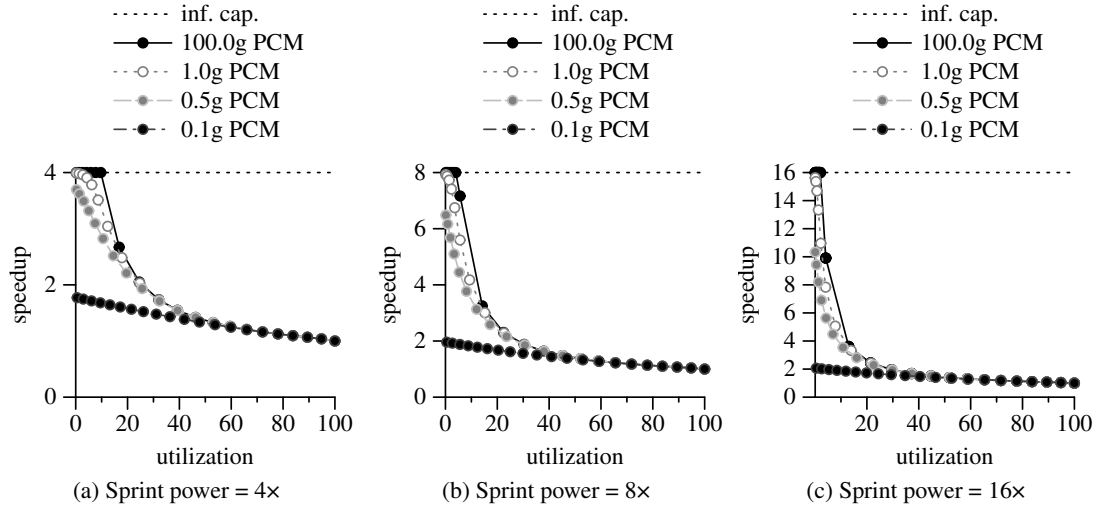 inf. cap.
100.0g PCM
1.0g PCM
0.5g PCM
0.1g PCM
4
2
0
speedup
0 20 40 60 80 100
utilization
(a) Sprint power = 4×
inf. cap.
100.0g PCM
1.0g PCM
0.5g PCM
0.1g PCM
8
6
4
2
0
speedup
0 20 40 60 80 100
utilization
(b) Sprint power = 8×
inf. cap.
100.0g PCM
1.0g PCM
0.5g PCM
0.1g PCM
16
14
12
10
8
6
4
2
0
speedup
0 20 40 60 80 100
utilization
(c) Sprint power = 16×